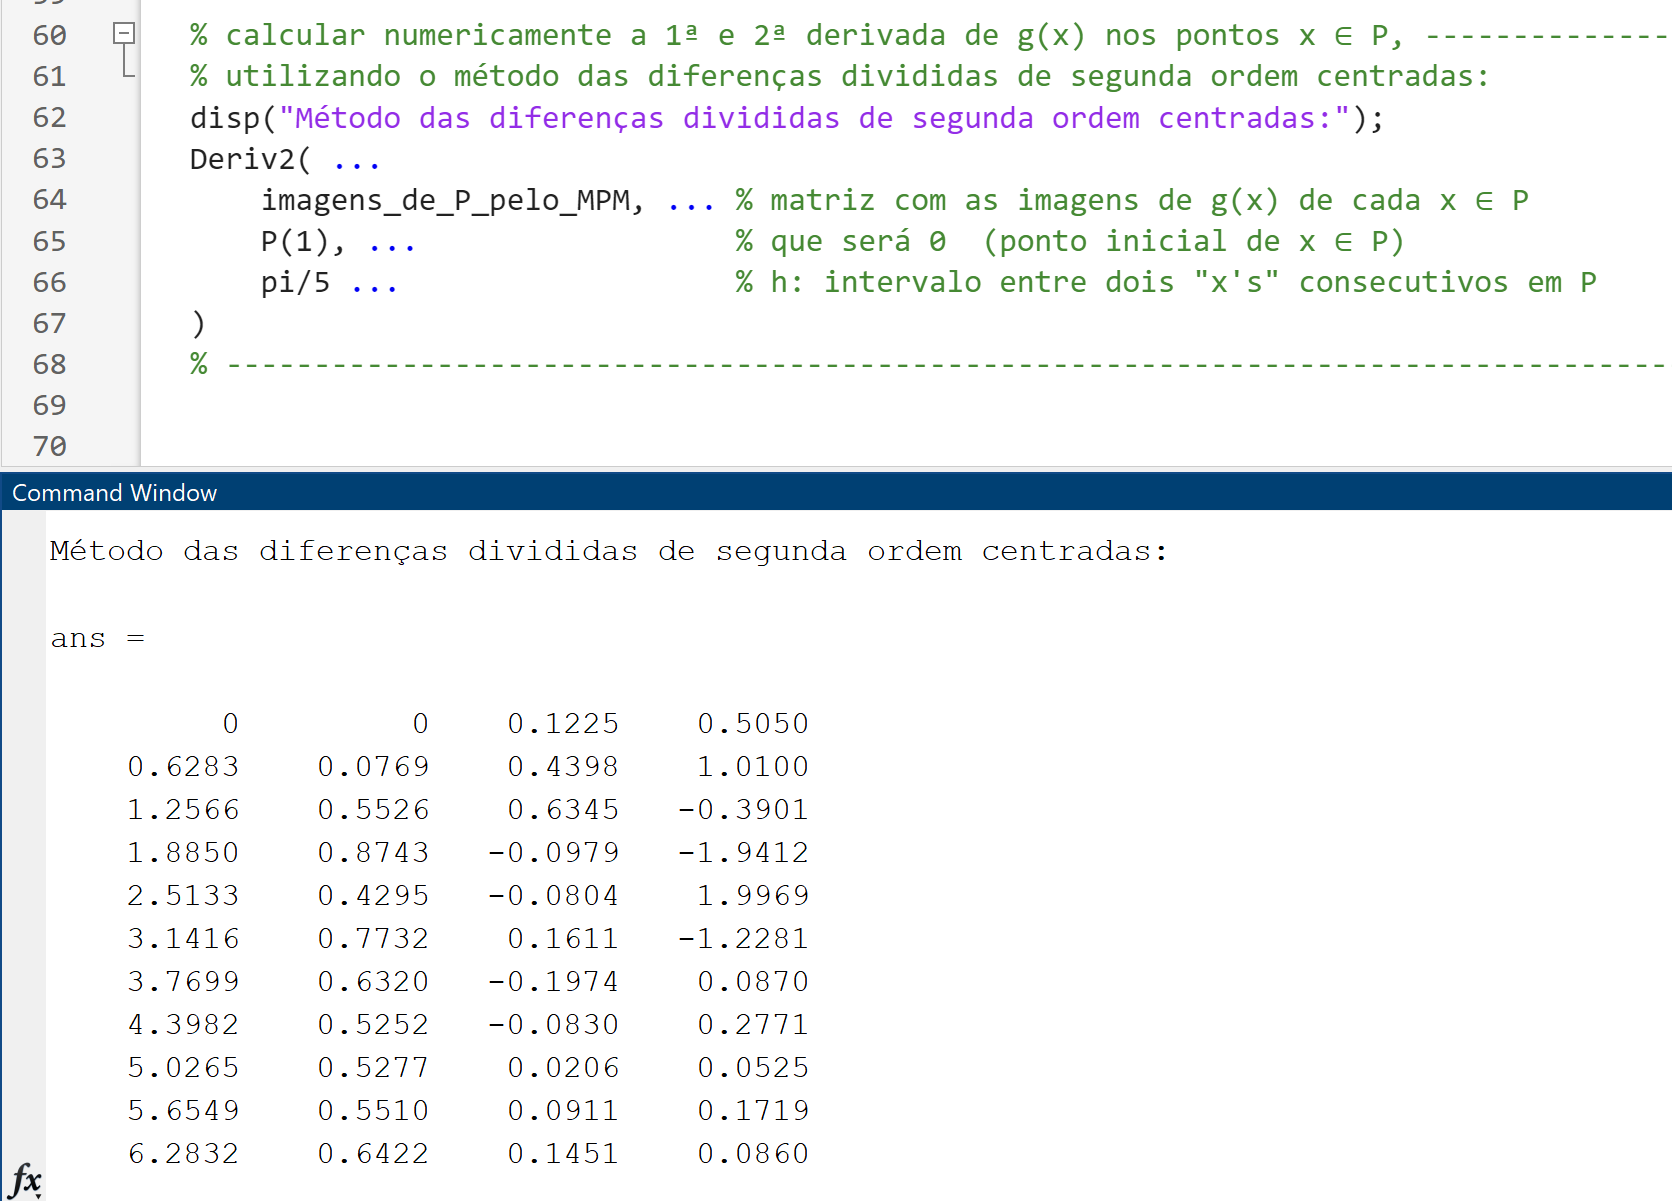 60 % calcular numericamente a 1ª e 2ª derivada de g(x) nos pontos x ∈ P, --------------
61 % utilizando o método das diferenças divididas de segunda ordem centradas:
62 disp("Método das diferenças divididas de segunda ordem centradas:");
63 Deriv2( ...
64 imagens_de_P_pelo_MPM, ... % matriz com as imagens de g(x) de cada x ∈ P
65 P(1), ... % que será 0  (ponto inicial de x ∈ P)
66 pi/5 ... % h: intervalo entre dois "x's" consecutivos em P
67 )
68 % ----------------------------------------------------------------------------------
69
70
Command Window
Método das diferenças divididas de segunda ordem centradas:
ans =
0 0 0.1225 0.5050
0.6283 0.0769 0.4398 1.0100
1.2566 0.5526 0.6345 -0.3901
1.8850 0.8743 -0.0979 -1.9412
2.5133 0.4295 -0.0804 1.9969
3.1416 0.7732 0.1611 -1.2281
3.7699 0.6320 -0.1974 0.0870
4.3982 0.5252 -0.0830 0.2771
5.0265 0.5277 0.0206 0.0525
5.6549 0.5510 0.0911 0.1719
6.2832 0.6422 0.1451 0.0860
fx